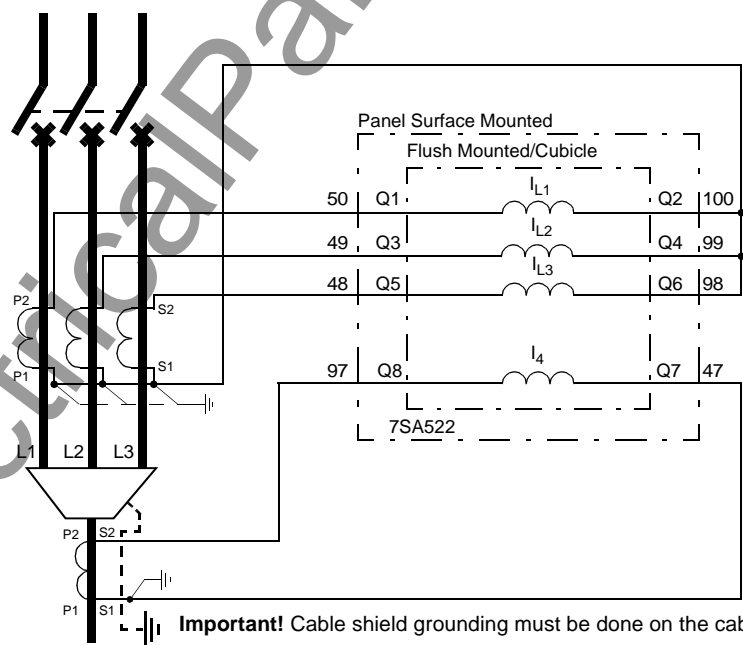 Panel Surface Mounted
Flush Mounted/Cubicle
50 Q1 IL1 Q2 100
49 Q3 IL2 Q4 99
48 Q5 IL3 Q6 98
P2 S2
P1 S1
97 Q8 I4 Q7 47
7SA522
L1 L2 L3
P2 S2
P1 S1
Important! Cable shield grounding must be done on the